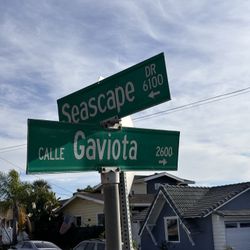 Seascape DR 6100 ←
CALLE Gaviota 2600 →